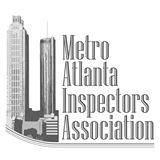 Metro
Atlanta
Inspectors
Association